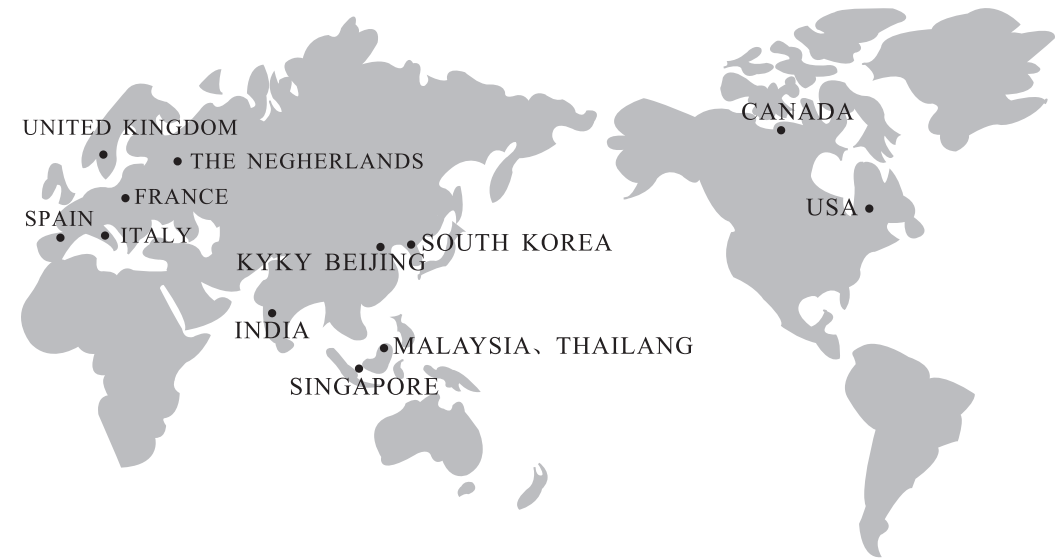 CANADA
UNITED KINGDOM
THE NEGHERLANDS
FRANCE
USA
SPAIN
ITALY
SOUTH KOREA
KYKY BEIJING
INDIA
MALAYSIA、THAILANG
SINGAPORE